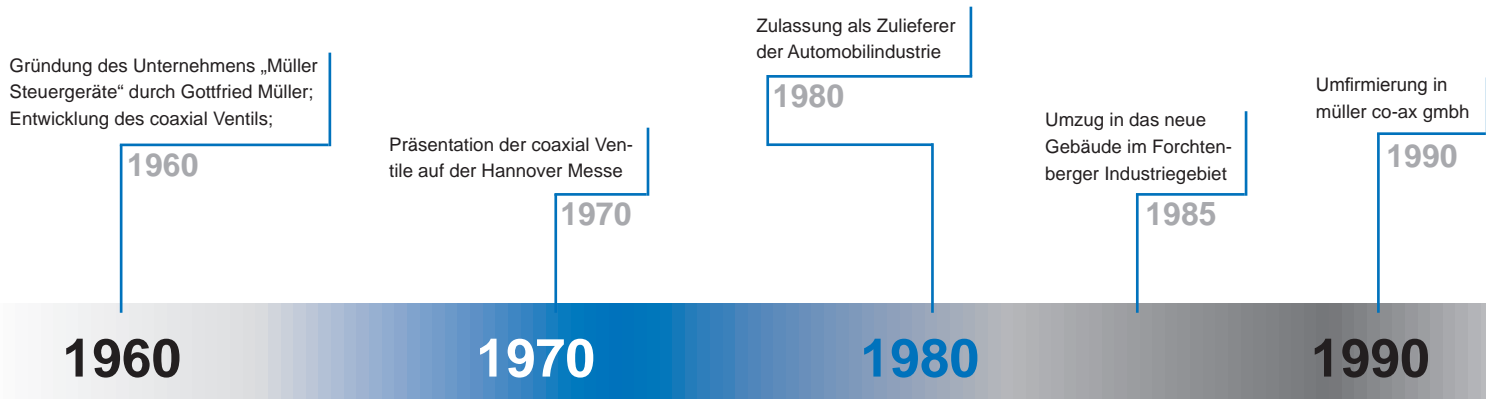 Gründung des Unternehmens „Müller
Steuergeräte“ durch Gottfried Müller;
Entwicklung des coaxial Ventils;
1960
Präsentation der coaxial Ven-
tile auf der Hannover Messe
1970
Zulassung als Zulieferer
der Automobilindustrie
1980
Umzug in das neue
Gebäude im Forchten-
berger Industriegebiet
1985
Umfirmierung in
müller co-ax gmbh
1990
1960
1970
1980
1990